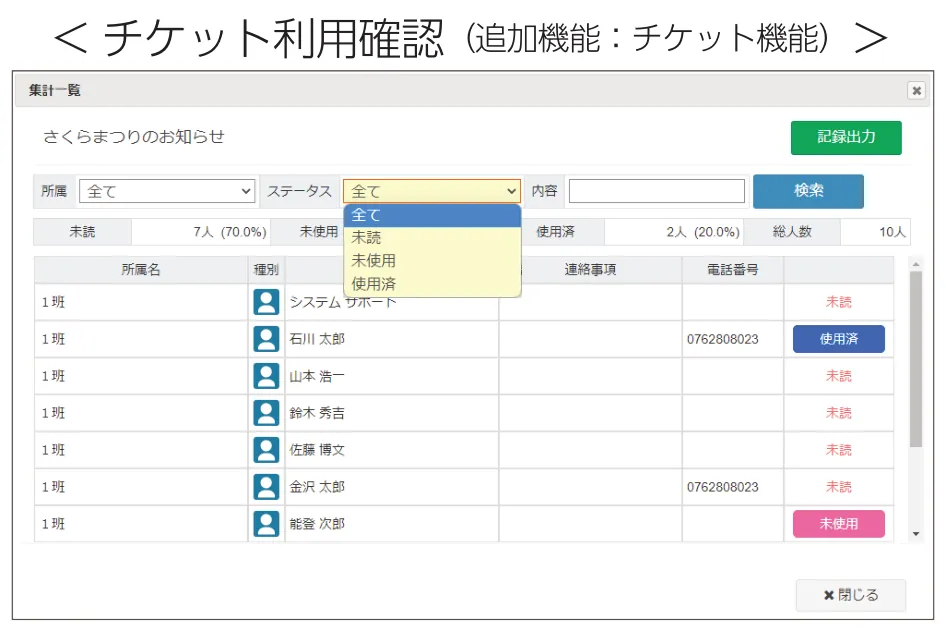 ＜ チケット利用確認（追加機能：チケット機能）＞
集計一覧
さくらまつりのお知らせ
記録出力
所属 全て ステータス 全て 内容 検索
全て
未読
未使用
使用済
未読 7人 (70.0%) 未使用 使用済 2人 (20.0%) 総人数 10人
所属名 種別 連絡事項 電話番号
1班 システム サポート 未読
1班 石川 太郎 0762808023 使用済
1班 山本 浩一 未読
1班 鈴木 秀吉 未読
1班 佐藤 博文 未読
1班 金沢 太郎 0762808023 未読
1班 能登 次郎 未使用
✖ 閉じる